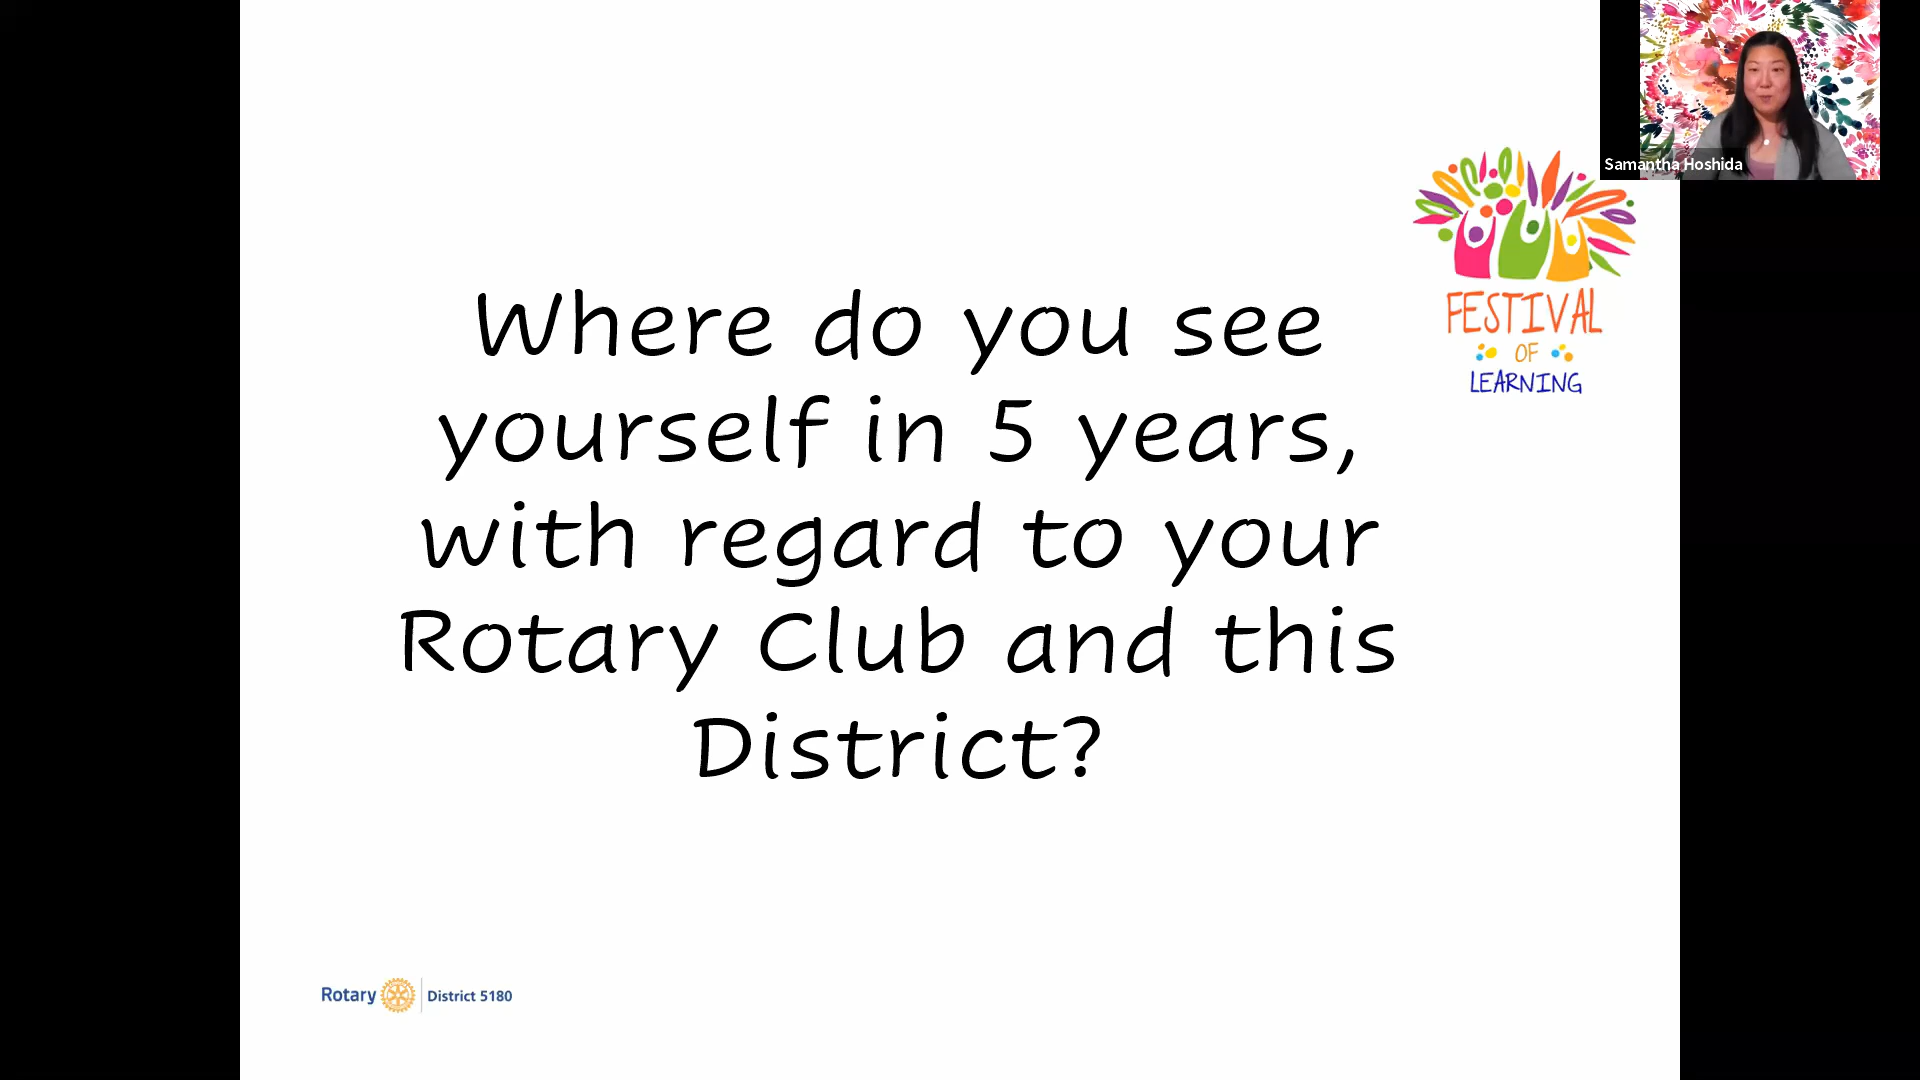 Samantha Hoshida
FESTIVAL
OF
LEARNING
Where do you see
yourself in 5 years,
with regard to your
Rotary Club and this
District?
Rotary District 5180